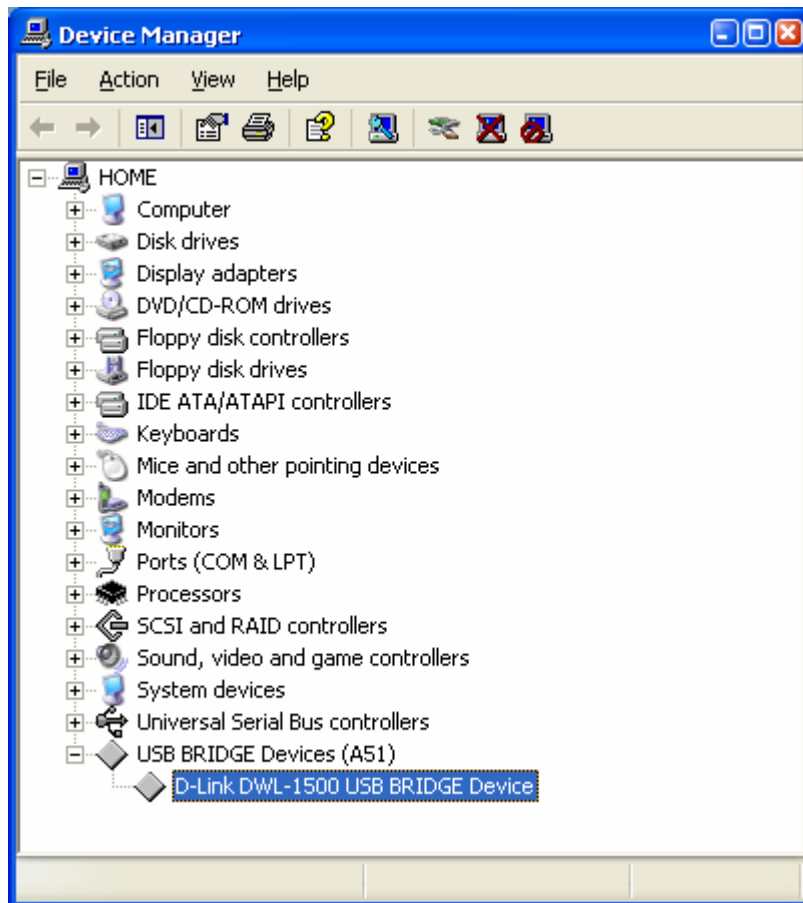 Device Manager
File Action View Help
HOME
Computer
Disk drives
Display adapters
DVD/CD-ROM drives
Floppy disk controllers
Floppy disk drives
IDE ATA/ATAPI controllers
Keyboards
Mice and other pointing devices
Modems
Monitors
Ports (COM & LPT)
Processors
SCSI and RAID controllers
Sound, video and game controllers
System devices
Universal Serial Bus controllers
USB BRIDGE Devices (A51)
D-Link DWL-1500 USB BRIDGE Device